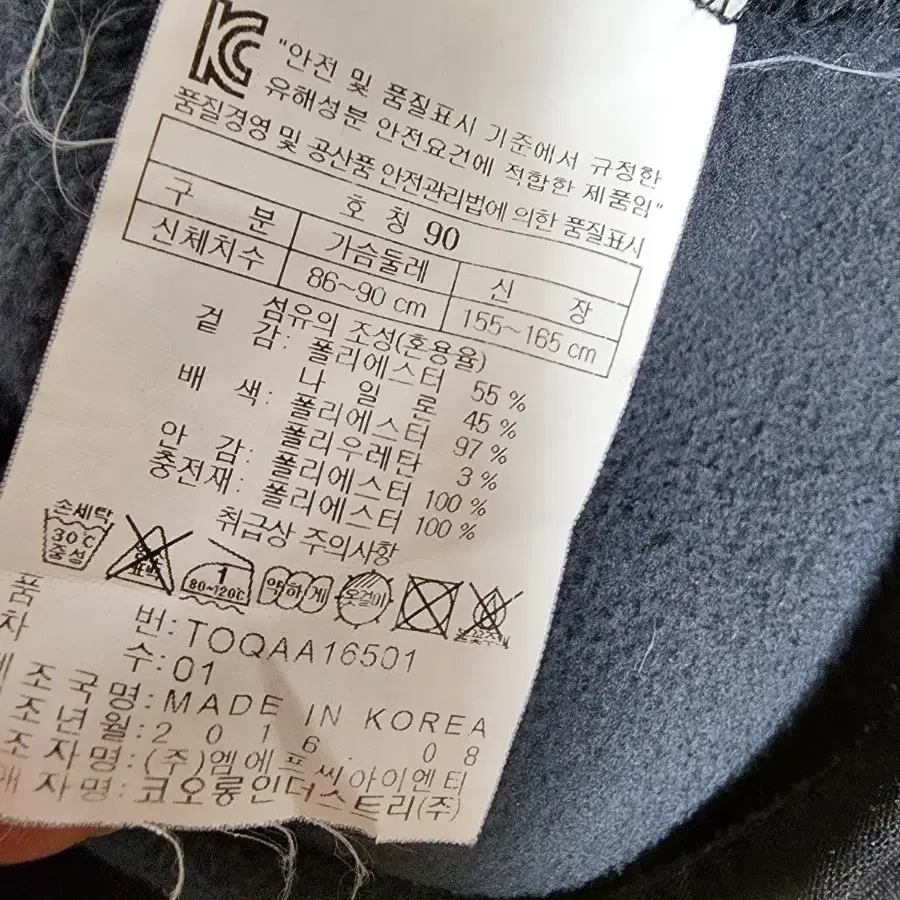 KC
"안전 및 품질표시 기준에서 규정한
유해성분 안전요건에 적합한 제품임"
품질경영 및 공산품 안전관리법에 의한 품질표시
호 칭 90
구 분 가슴둘레 신 장
신체치수 86~90 cm 155~165 cm
섬유의 조성(혼용율)
겉 감: 폴리에스터 55 %
나 일 론 45 %
배 색: 폴리에스터 97 %
폴리우레탄 3 %
안 감: 폴리에스터 100 %
충전재: 폴리에스터 100 %
취급상 주의사항
손세탁
30℃ 중성
표백
1 80~120℃
약하게
옷걸이
품 번: TOQAA16501
차 수: 01
제 조 국 명: MADE IN KOREA
조 년 월: 2016. 08
조 자 명: (주)엠에프씨아이엔티
매 자 명: 코오롱인더스트리(주)